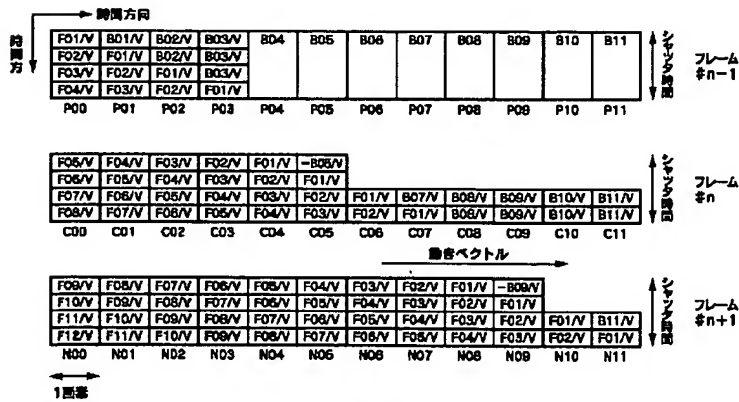 時間方向
時間方
F01/V B01/V B02/V B03/V B04 B05 B06 B07 B08 B09 B10 B11
F02/V F01/V B02/V B03/V
F03/V F02/V F01/V B03/V
F04/V F03/V F02/V F01/V
P00 P01 P02 P03 P04 P05 P06 P07 P08 P09 P10 P11
シャッタ時間
フレーム
#n-1
F05/V F04/V F03/V F02/V F01/V
F06/V F05/V F04/V F03/V F02/V F01/V
F07/V F06/V F05/V F04/V F03/V F02/V F01/V B07/V B08/V B09/V B10/V B11/V
F08/V F07/V F06/V F05/V F04/V F03/V F02/V F01/V B08/V B09/V B10/V B11/V
C00 C01 C02 C03 C04 C05 C06 C07 C08 C09 C10 C11
シャッタ時間
フレーム
#n
動きベクトル
F09/V F08/V F07/V F06/V F05/V F04/V F03/V F02/V F01/V -B09/V
F10/V F09/V F08/V F07/V F06/V F05/V F04/V F03/V F02/V F01/V
F11/V F10/V F09/V F08/V F07/V F06/V F05/V F04/V F03/V F02/V F01/V B11/V
F12/V F11/V F10/V F09/V F08/V F07/V F06/V F05/V F04/V F03/V F02/V F01/V
N00 N01 N02 N03 N04 N05 N06 N07 N08 N09 N10 N11
シャッタ時間
フレーム
#n+1
1画素